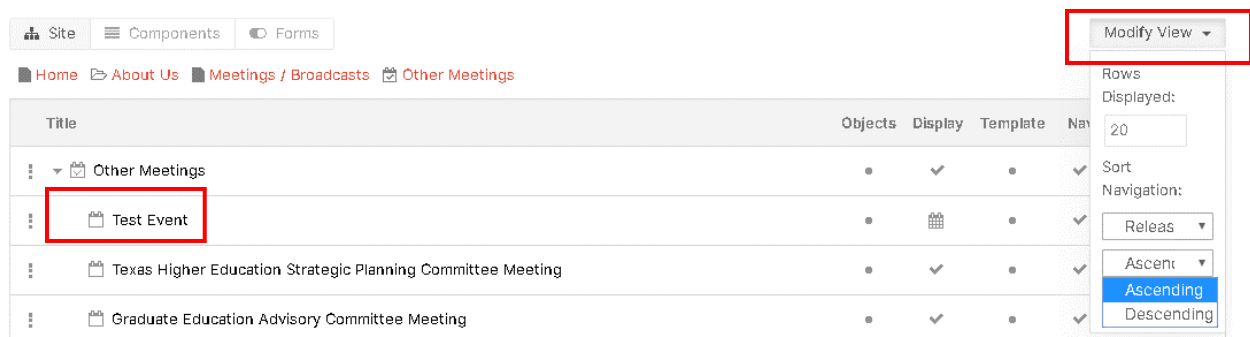 Site Components Forms Modify View
Home About Us Meetings / Broadcasts Other Meetings
Rows
Displayed:
Title Objects Display Template Nav
20
Other Meetings
Sort
Navigation:
Test Event
Releas
Texas Higher Education Strategic Planning Committee Meeting
Ascen
Ascending
Graduate Education Advisory Committee Meeting
Descending